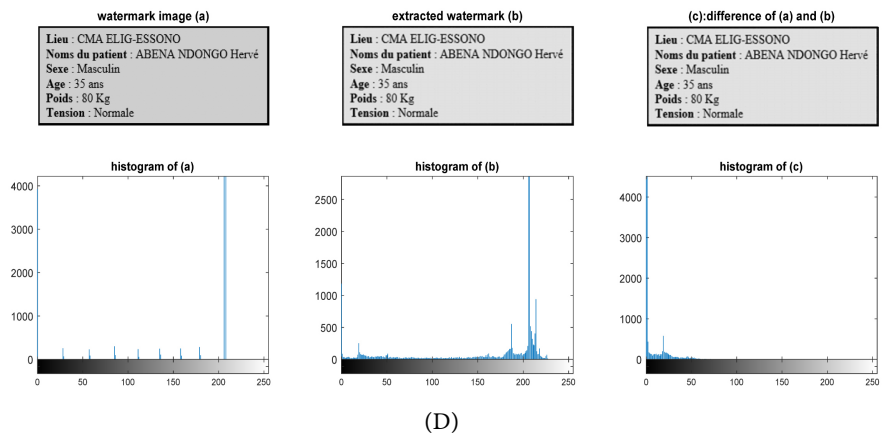 watermark image (a)
extracted watermark (b)
(c):difference of (a) and (b)
Lieu : CMA ELIG-ESSONO
Noms du patient : ABENA NDONGO Hervé
Sexe : Masculin
Age : 35 ans
Poids : 80 Kg
Tension : Normale
Lieu : CMA ELIG-ESSONO
Noms du patient : ABENA NDONGO Hervé
Sexe : Masculin
Age : 35 ans
Poids : 80 Kg
Tension : Normale
Lieu : CMA ELIG-ESSONO
Noms du patient : ABENA NDONGO Hervé
Sexe : Masculin
Age : 35 ans
Poids : 80 Kg
Tension : Normale
histogram of (a)
4000
3000
2000
1000
0
0 50 100 150 200 250
histogram of (b)
2500
2000
1500
1000
500
0
0 50 100 150 200 250
histogram of (c)
4000
3000
2000
1000
0
0 50 100 150 200 250
(D)